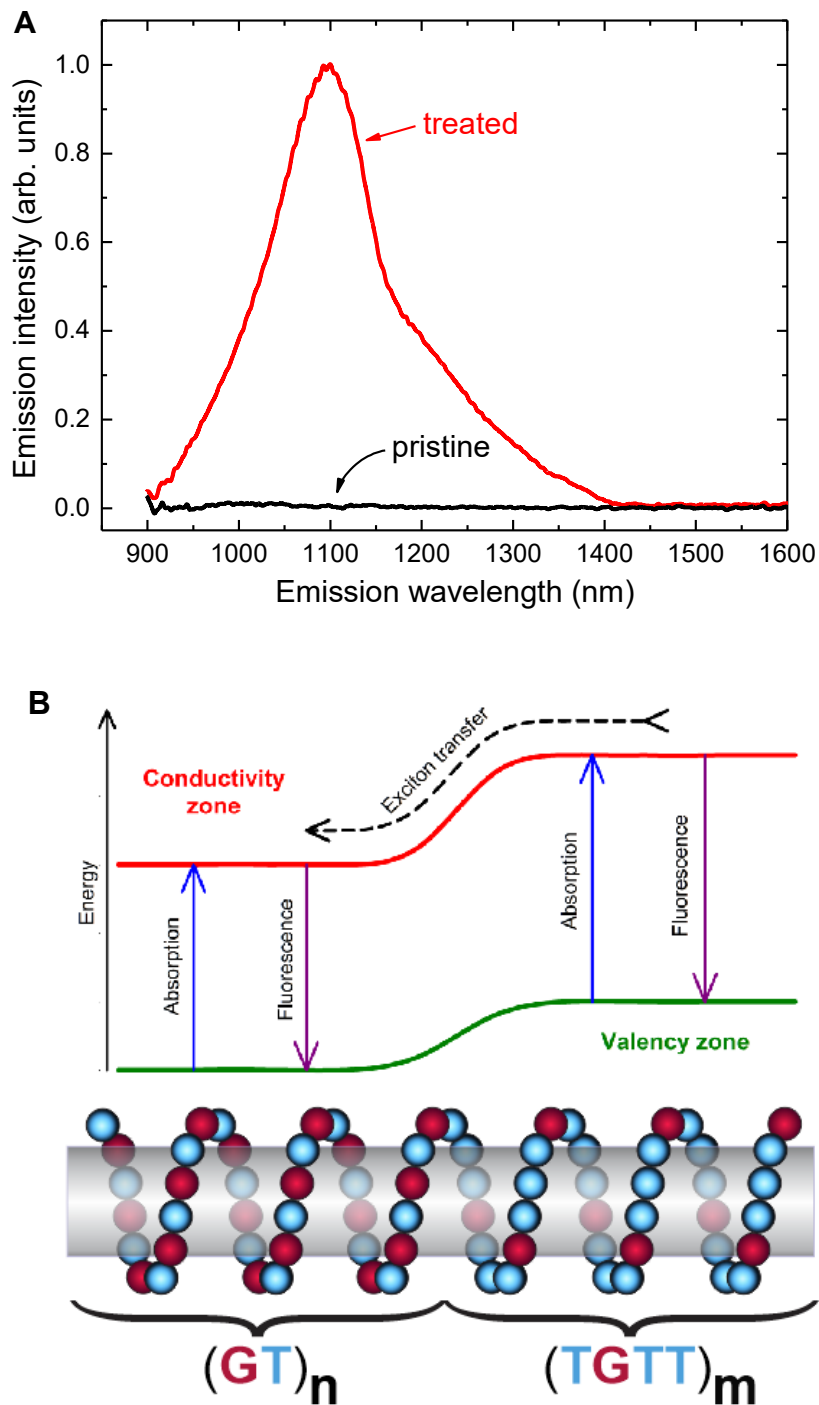 A
Emission intensity (arb. units)
1.0
0.8
0.6
0.4
0.2
0.0
treated
pristine
900 1000 1100 1200 1300 1400 1500 1600
Emission wavelength (nm)
B
Energy
Conductivity
zone
Exciton transfer
Absorption
Fluorescence
Absorption
Fluorescence
Valency zone
(GT)n
(TGTT)m